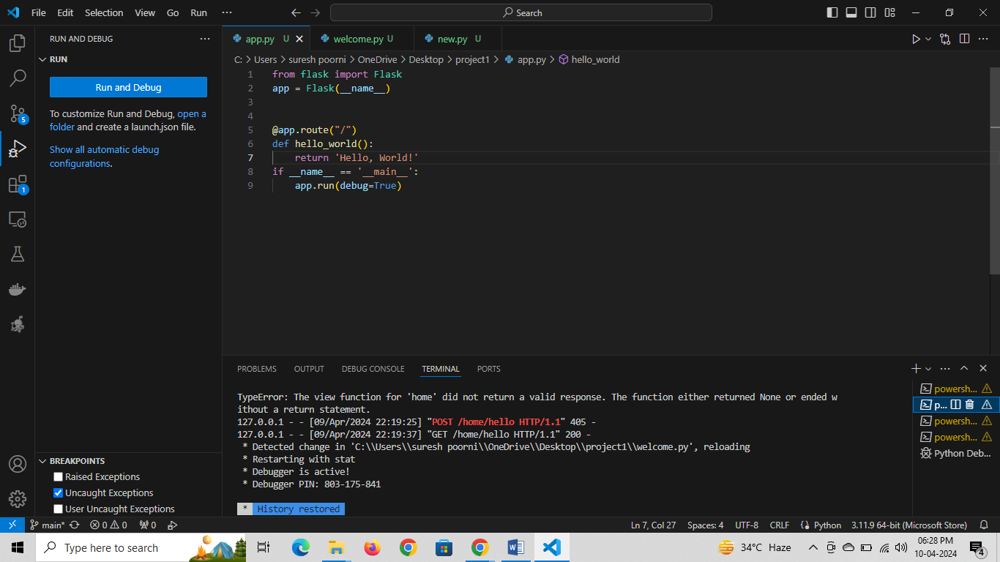 File Edit Selection View Go Run ··· Search
RUN AND DEBUG ···
RUN
Run and Debug
To customize Run and Debug, open a
folder and create a launch.json file.
Show all automatic debug
configurations.
5
1
BREAKPOINTS
Raised Exceptions
Uncaught Exceptions
User Uncaught Exceptions
app.py U welcome.py U new.py U
C: > Users > suresh poorni > OneDrive > Desktop > project1 > app.py > hello_world
1 from flask import Flask
2 app = Flask(__name__)
3
4
5 @app.route("/")
6 def hello_world():
7 return 'Hello, World!'
8 if __name__ == '__main__':
9 app.run(debug=True)
PROBLEMS OUTPUT DEBUG CONSOLE TERMINAL PORTS
TypeError: The view function for 'home' did not return a valid response. The function either returned None or ended w
ithout a return statement.
127.0.0.1 - - [09/Apr/2024 22:19:25] "POST /home/hello HTTP/1.1" 405 -
127.0.0.1 - - [09/Apr/2024 22:19:37] "GET /home/hello HTTP/1.1" 200 -
* Detected change in 'C:\\Users\\suresh poorni\\OneDrive\\Desktop\\project1\\welcome.py', reloading
* Restarting with stat
* Debugger is active!
* Debugger PIN: 803-175-841
* History restored
powersh...
p...
powersh...
powersh...
Python Deb...
main* 0 0 0 Ln 7, Col 27 Spaces: 4 UTF-8 CRLF Python 3.11.9 64-bit (Microsoft Store)
Type here to search 34°C Haze 06:28 PM
10-04-2024 4